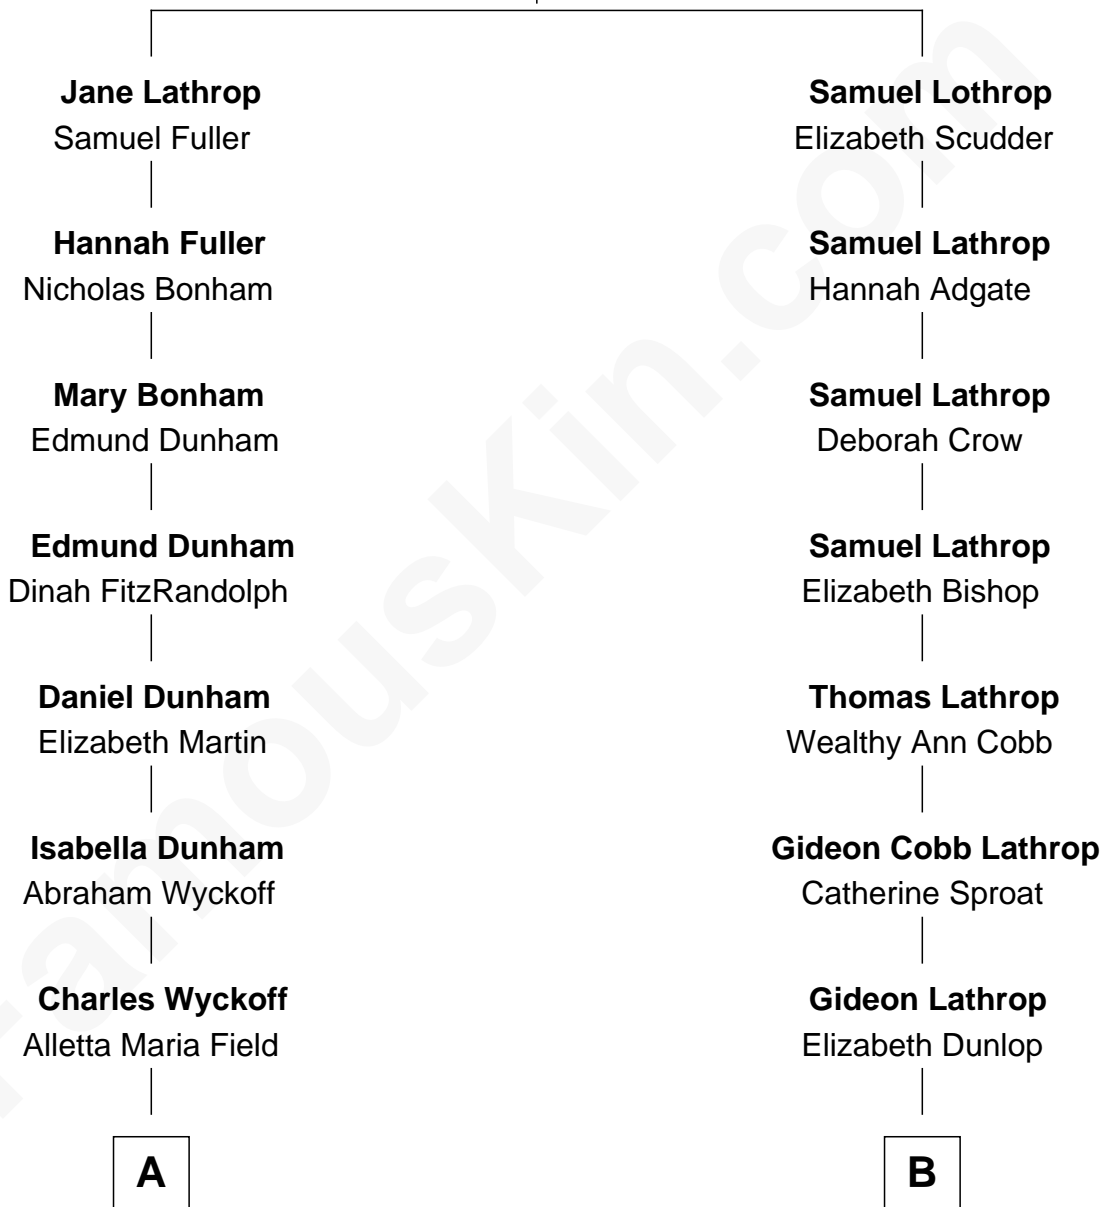 Jane Lathrop
Samuel Fuller
Hannah Fuller
Nicholas Bonham
Mary Bonham
Edmund Dunham
Edmund Dunham
Dinah FitzRandolph
Daniel Dunham
Elizabeth Martin
Isabella Dunham
Abraham Wyckoff
Charles Wyckoff
Alletta Maria Field
A
Samuel Lothrop
Elizabeth Scudder
Samuel Lathrop
Hannah Adgate
Samuel Lathrop
Deborah Crow
Samuel Lathrop
Elizabeth Bishop
Thomas Lathrop
Wealthy Ann Cobb
Gideon Cobb Lathrop
Catherine Sproat
Gideon Lathrop
Elizabeth Dunlop
B
FamousKin.com